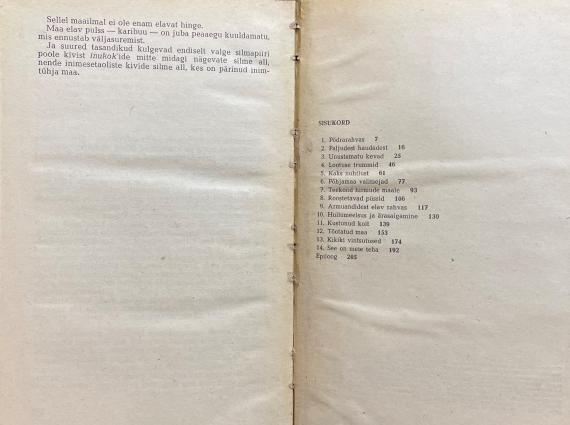 Sellel maailmal ei ole enam elavat hinge.
Maa elav pulss — karibuu — on juba peaaegu kuuldamatu,
mis ennustab väljasuremist.
Ja suured tasandikud kulgevad endiselt valge silmapiiri
poole kivist inukok'ide mitte midagi nägevate silme all,
nende inimesetaoliste kivide silme all, kes on pärinud inim-
tühja maa.
SISUKORD
1. Põdrarahvas 7
2. Paljudest haudadest 16
3. Unustamatu kevad 25
4. Lootuse trummid 46
5. Kaks suhtlust 61
6. Põhjamaa valitsejad 77
7. Teekond hirmude maale 93
8. Roostetavad püssid 106
9. Armuandidest elav rahvas 117
10. Hullumeelsus ja ärasalgamine 130
11. Kustunud koit 139
12. Tõotatud maa 153
13. Kikiki vintsutused 174
14. See on meie teha 192
Epiloog 205